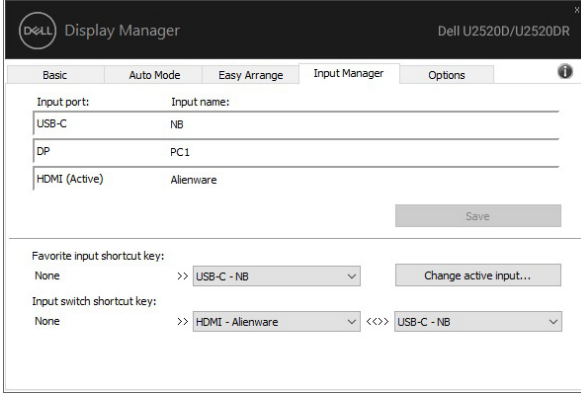 DELL Display Manager Dell U2520D/U2520DR
Basic Auto Mode Easy Arrange Input Manager Options
Input port: Input name:
USB-C NB
DP PC1
HDMI (Active) Alienware
Save
Favorite input shortcut key:
None >> USB-C - NB Change active input...
Input switch shortcut key:
None >> HDMI - Alienware <<>> USB-C - NB